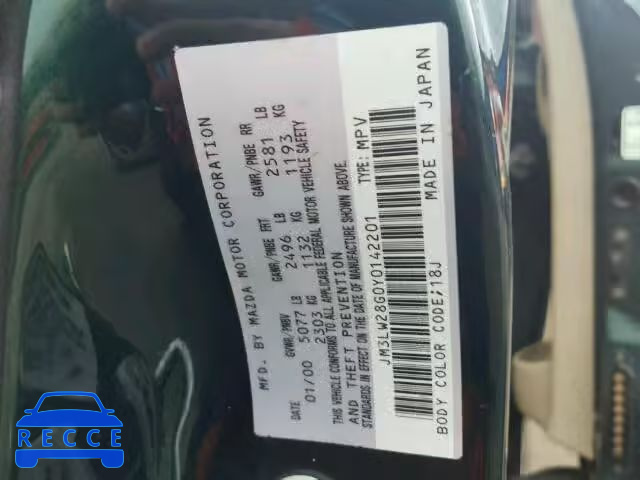 MFD. BY MAZDA MOTOR CORPORATION
DATE GVWR/PNBV GAWR/PNBE FRT GAWR/PNBE RR
01/00 5077 LB 2496 LB 2581 LB
2303 KG 1132 KG 1193 KG
THIS VEHICLE CONFORMS TO ALL APPLICABLE FEDERAL MOTOR VEHICLE SAFETY
AND THEFT PREVENTION
STANDARDS IN EFFECT ON THE DATE OF MANUFACTURE SHOWN ABOVE.
JM3LW28G0Y0142201 TYPE: MPV
BODY COLOR CODE;18J MADE IN JAPAN
RECCE